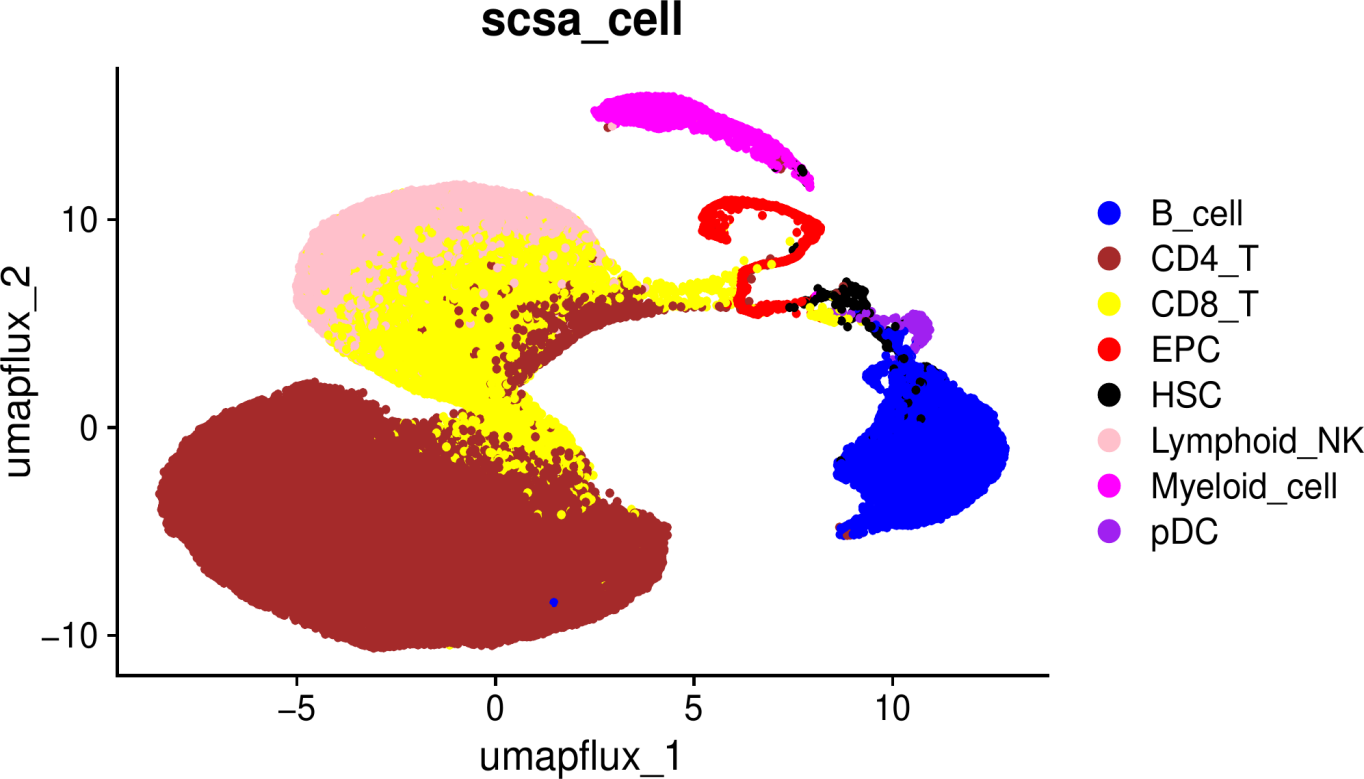 scsa_cell
umapflux_2
10
0
−10
−5
0
5
10
umapflux_1
B_cell
CD4_T
CD8_T
EPC
HSC
Lymphoid_NK
Myeloid_cell
pDC